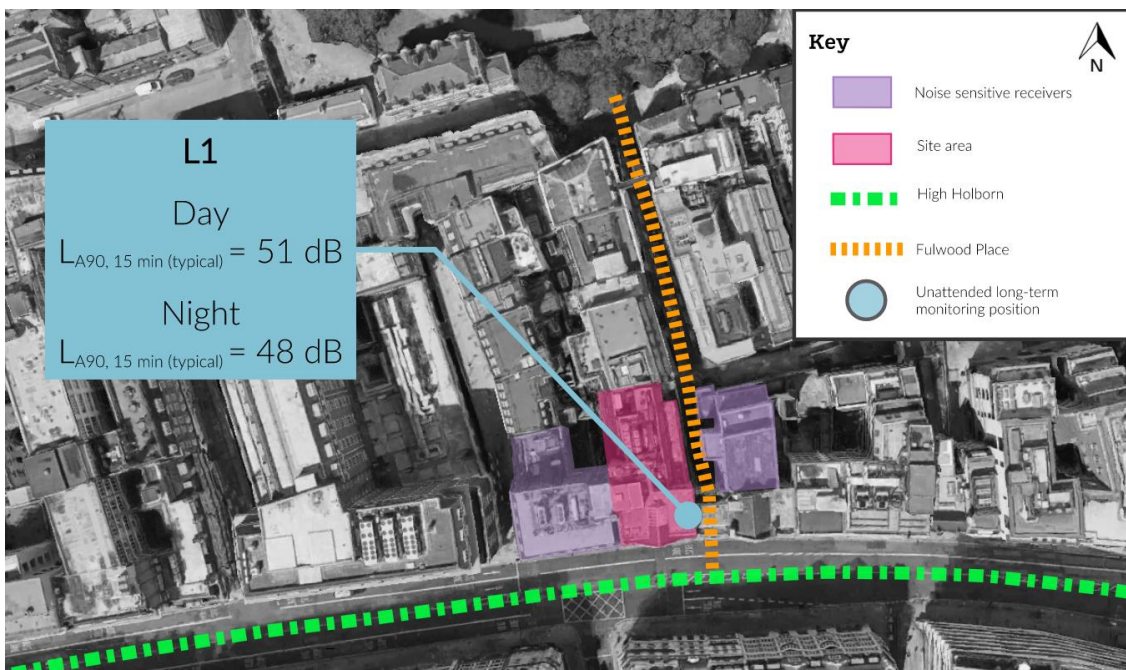 L1
Day
LA90, 15 min (typical) = 51 dB
Night
LA90, 15 min (typical) = 48 dB
Key
N
Noise sensitive receivers
Site area
High Holborn
Fulwood Place
Unattended long-term
monitoring position